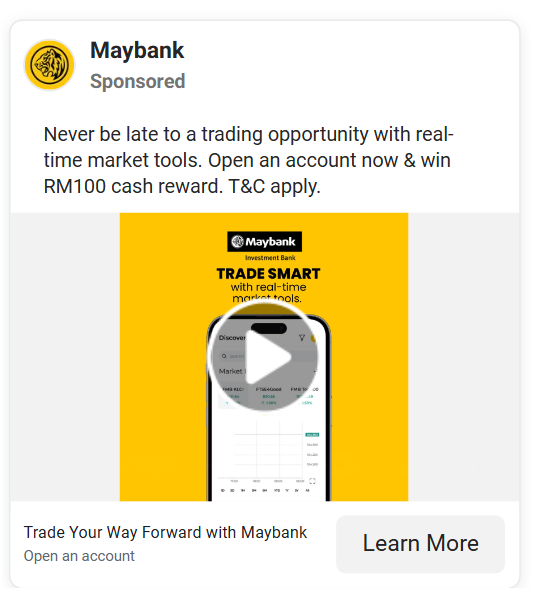 Maybank
Sponsored
Never be late to a trading opportunity with real-
time market tools. Open an account now & win
RM100 cash reward. T&C apply.
Maybank
Investment Bank
TRADE SMART
with real-time
market tools.
Discover
Market
FTSE4Good
1D
Trade Your Way Forward with Maybank
Open an account
Learn More